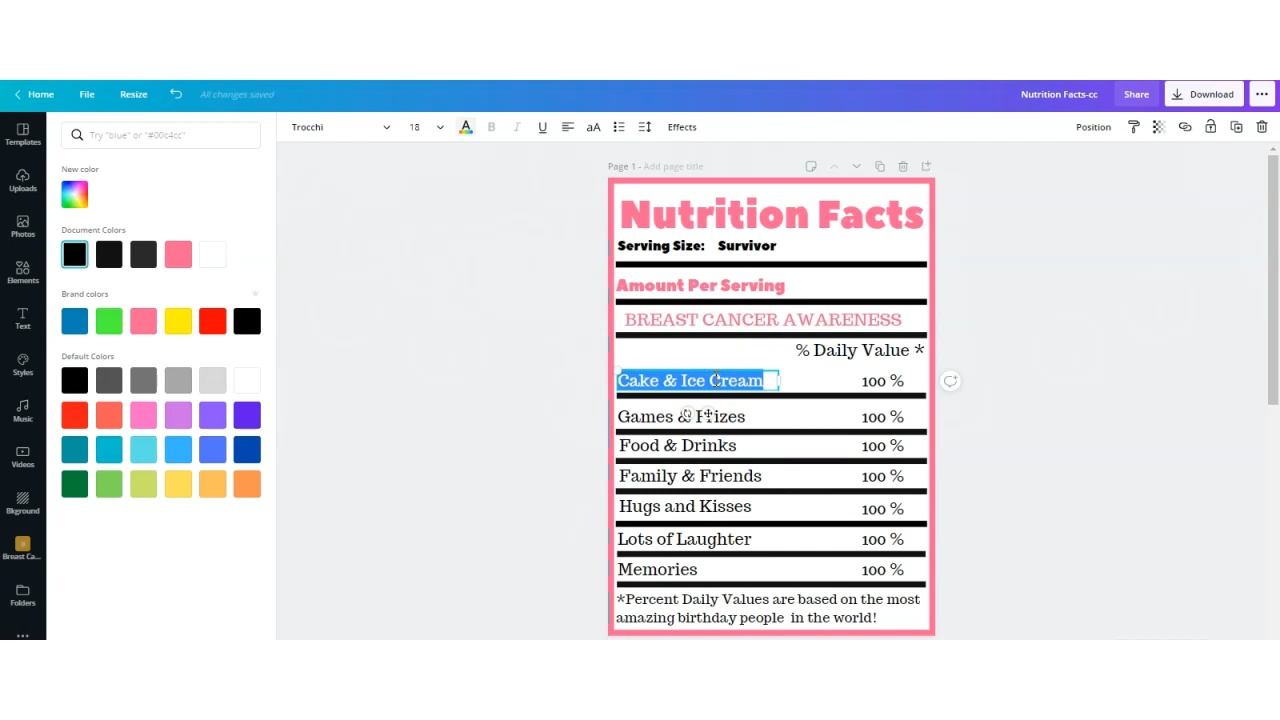 Home File Resize All changes saved Nutrition Facts-cc Share Download
Templates
Uploads
Photos
Elements
Text
Styles
Music
Videos
Bkground
Breast Ca...
Folders
Try "blue" or "#00c4cc"
New color
Document Colors
Brand colors
Default Colors
Trocchi 18 A B I U aA Effects Position
Page 1 - Add page title
Nutrition Facts
Serving Size: Survivor
Amount Per Serving
BREAST CANCER AWARENESS
% Daily Value *
Cake & Ice Cream 100 %
Games & Prizes 100 %
Food & Drinks 100 %
Family & Friends 100 %
Hugs and Kisses 100 %
Lots of Laughter 100 %
Memories 100 %
*Percent Daily Values are based on the most
amazing birthday people in the world!